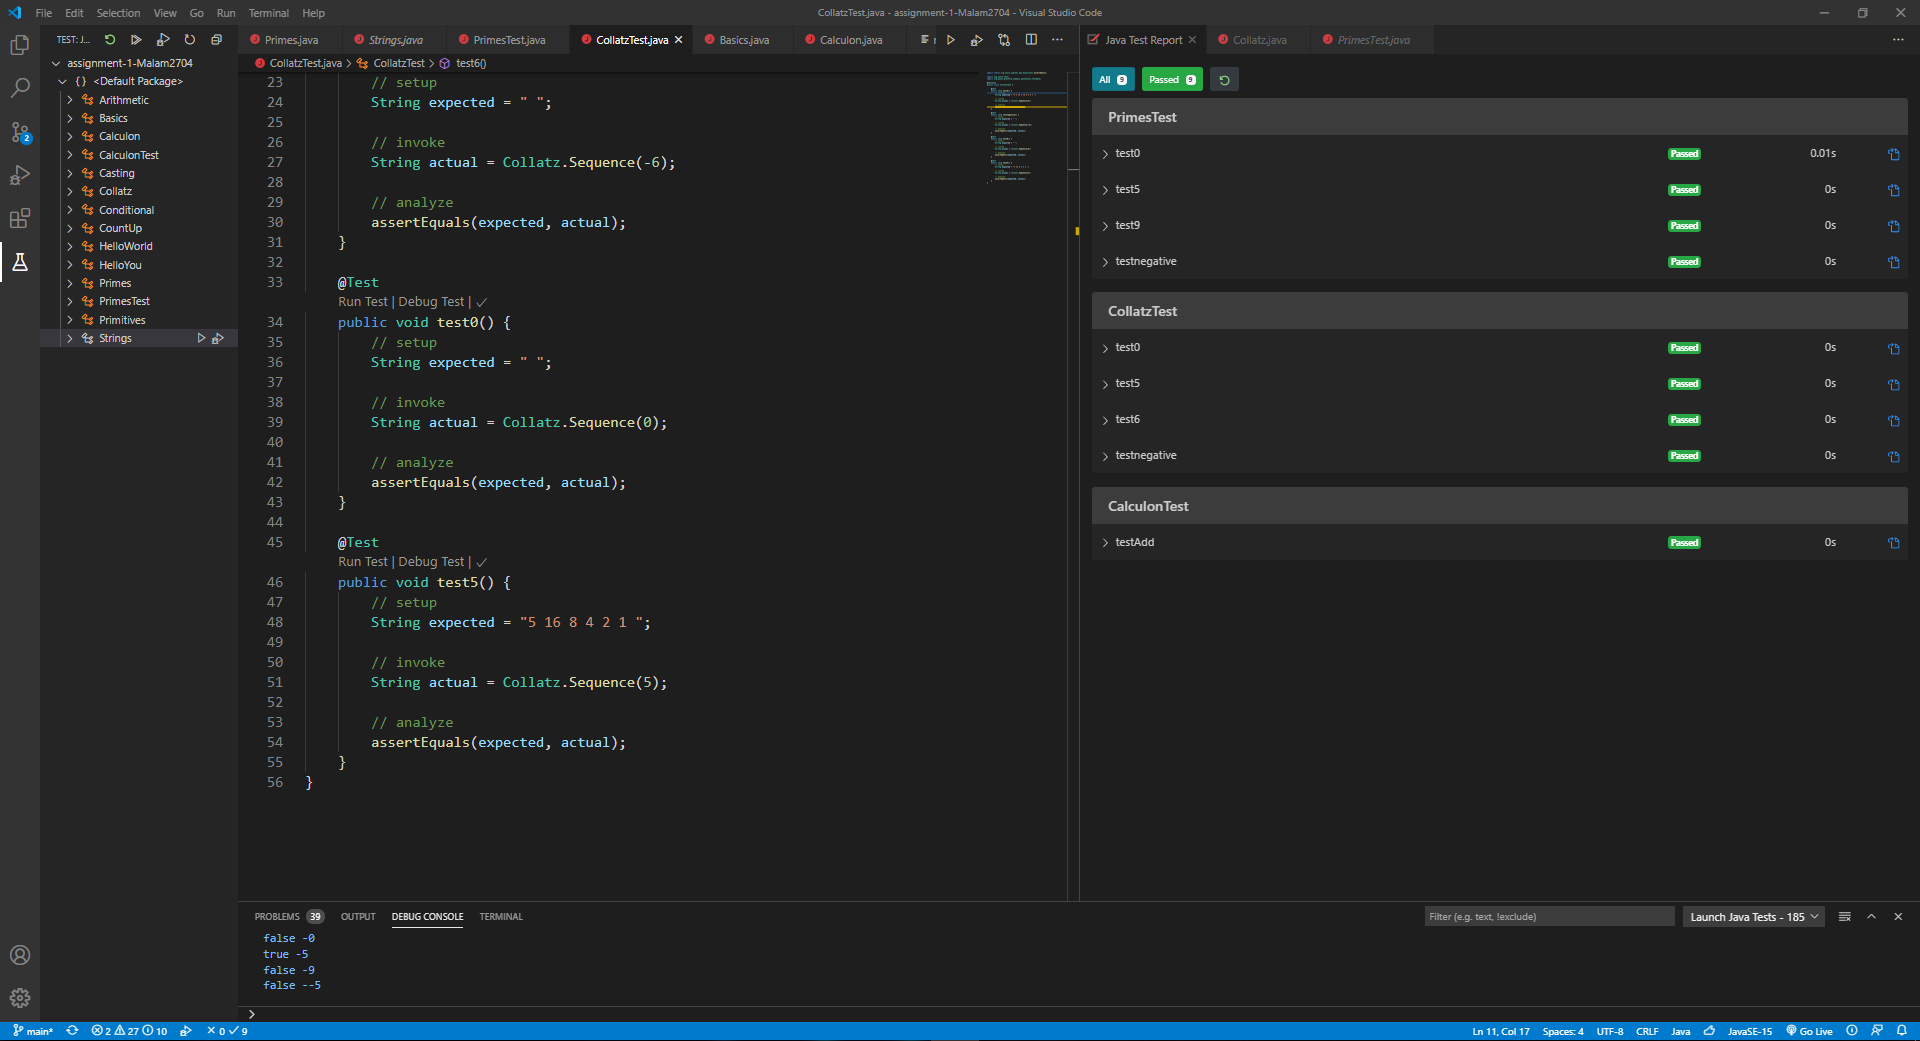 File Edit Selection View Go Run Terminal Help
CollatzTest.java - assignment-1-Malam2704 - Visual Studio Code
TEST: J...
assignment-1-Malam2704
{} <Default Package>
Arithmetic
Basics
Calculon
CalculonTest
Casting
Collatz
Conditional
CountUp
HelloWorld
HelloYou
Primes
PrimesTest
Primitives
Strings
2
Primes.java Strings.java PrimesTest.java CollatzTest.java Basics.java Calculon.java
CollatzTest.java > CollatzTest > test6()
23 // setup
24 String expected = " ";
25
26 // invoke
27 String actual = Collatz.Sequence(-6);
28
29 // analyze
30 assertEquals(expected, actual);
31 }
32
33 @Test
Run Test | Debug Test | ✓
34 public void test0() {
35 // setup
36 String expected = " ";
37
38 // invoke
39 String actual = Collatz.Sequence(0);
40
41 // analyze
42 assertEquals(expected, actual);
43 }
44
45 @Test
Run Test | Debug Test | ✓
46 public void test5() {
47 // setup
48 String expected = "5 16 8 4 2 1 ";
49
50 // invoke
51 String actual = Collatz.Sequence(5);
52
53 // analyze
54 assertEquals(expected, actual);
55 }
56 }
Java Test Report Collatz.java PrimesTest.java
All 9 Passed 9
PrimesTest
test0 Passed 0.01s
test5 Passed 0s
test9 Passed 0s
testnegative Passed 0s
CollatzTest
test0 Passed 0s
test5 Passed 0s
test6 Passed 0s
testnegative Passed 0s
CalculonTest
testAdd Passed 0s
PROBLEMS 39 OUTPUT DEBUG CONSOLE TERMINAL
Filter (e.g. text, !exclude) Launch Java Tests - 185
false -0
true -5
false -9
false --5
main* 2 27 10 0 9
Ln 11, Col 17 Spaces: 4 UTF-8 CRLF Java JavaSE-15 Go Live